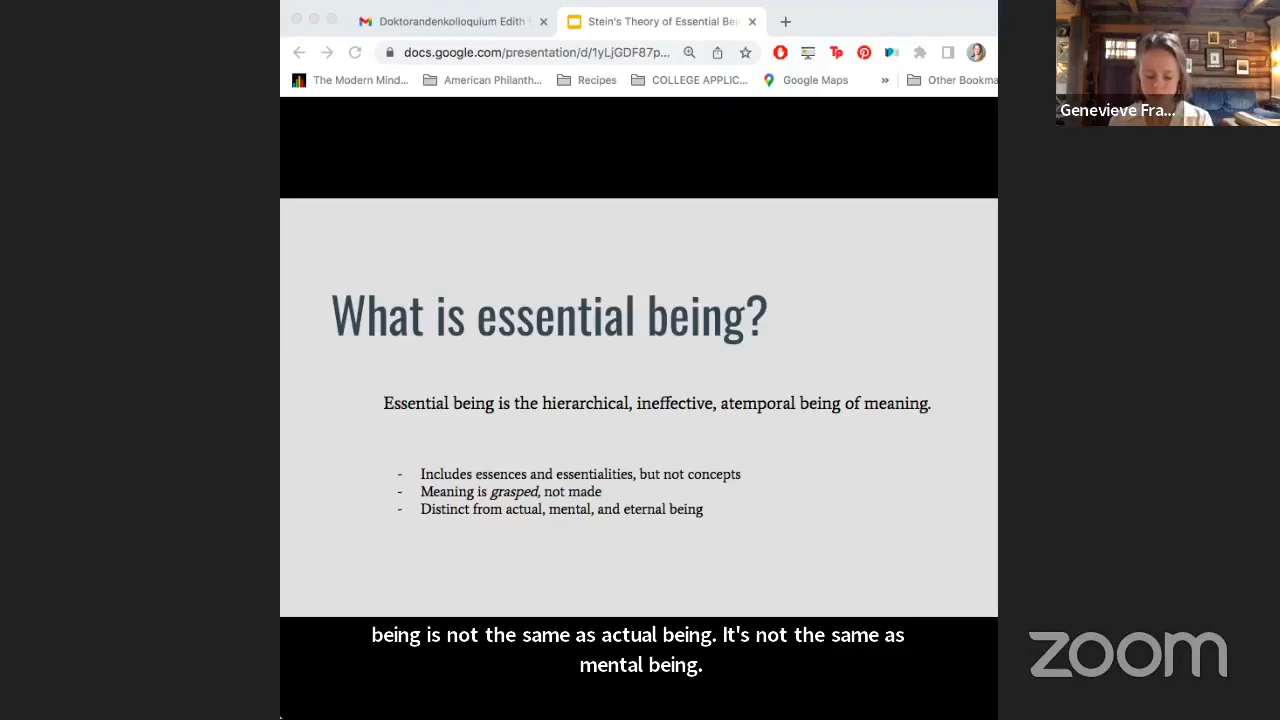 Doktorandenkolloquium Edith
Stein's Theory of Essential Bei
docs.google.com/presentation/d/1yLjGDF87p...
The Modern Mind...
American Philanth...
Recipes
COLLEGE APPLIC...
Google Maps
»
Other Bookma
Genevieve Fra...
What is essential being?
Essential being is the hierarchical, ineffective, atemporal being of meaning.
- Includes essences and essentialities, but not concepts
- Meaning is grasped, not made
- Distinct from actual, mental, and eternal being
being is not the same as actual being. It's not the same as
mental being.
zoom